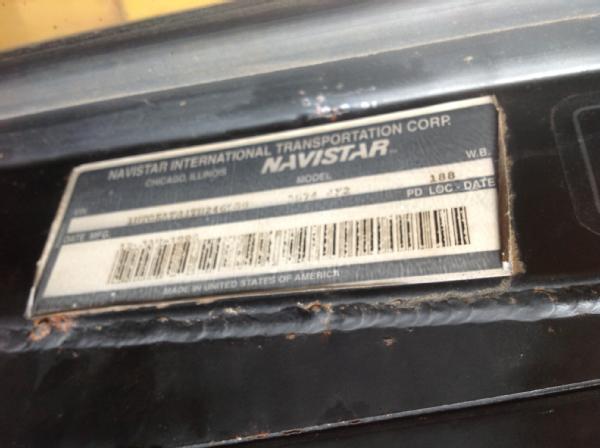 NAVISTAR INTERNATIONAL TRANSPORTATION CORP.
CHICAGO, ILLINOIS NAVISTAR
VIN MODEL W.B.
188
DATE MFG. PD LOC - DATE
MADE IN UNITED STATES OF AMERICA